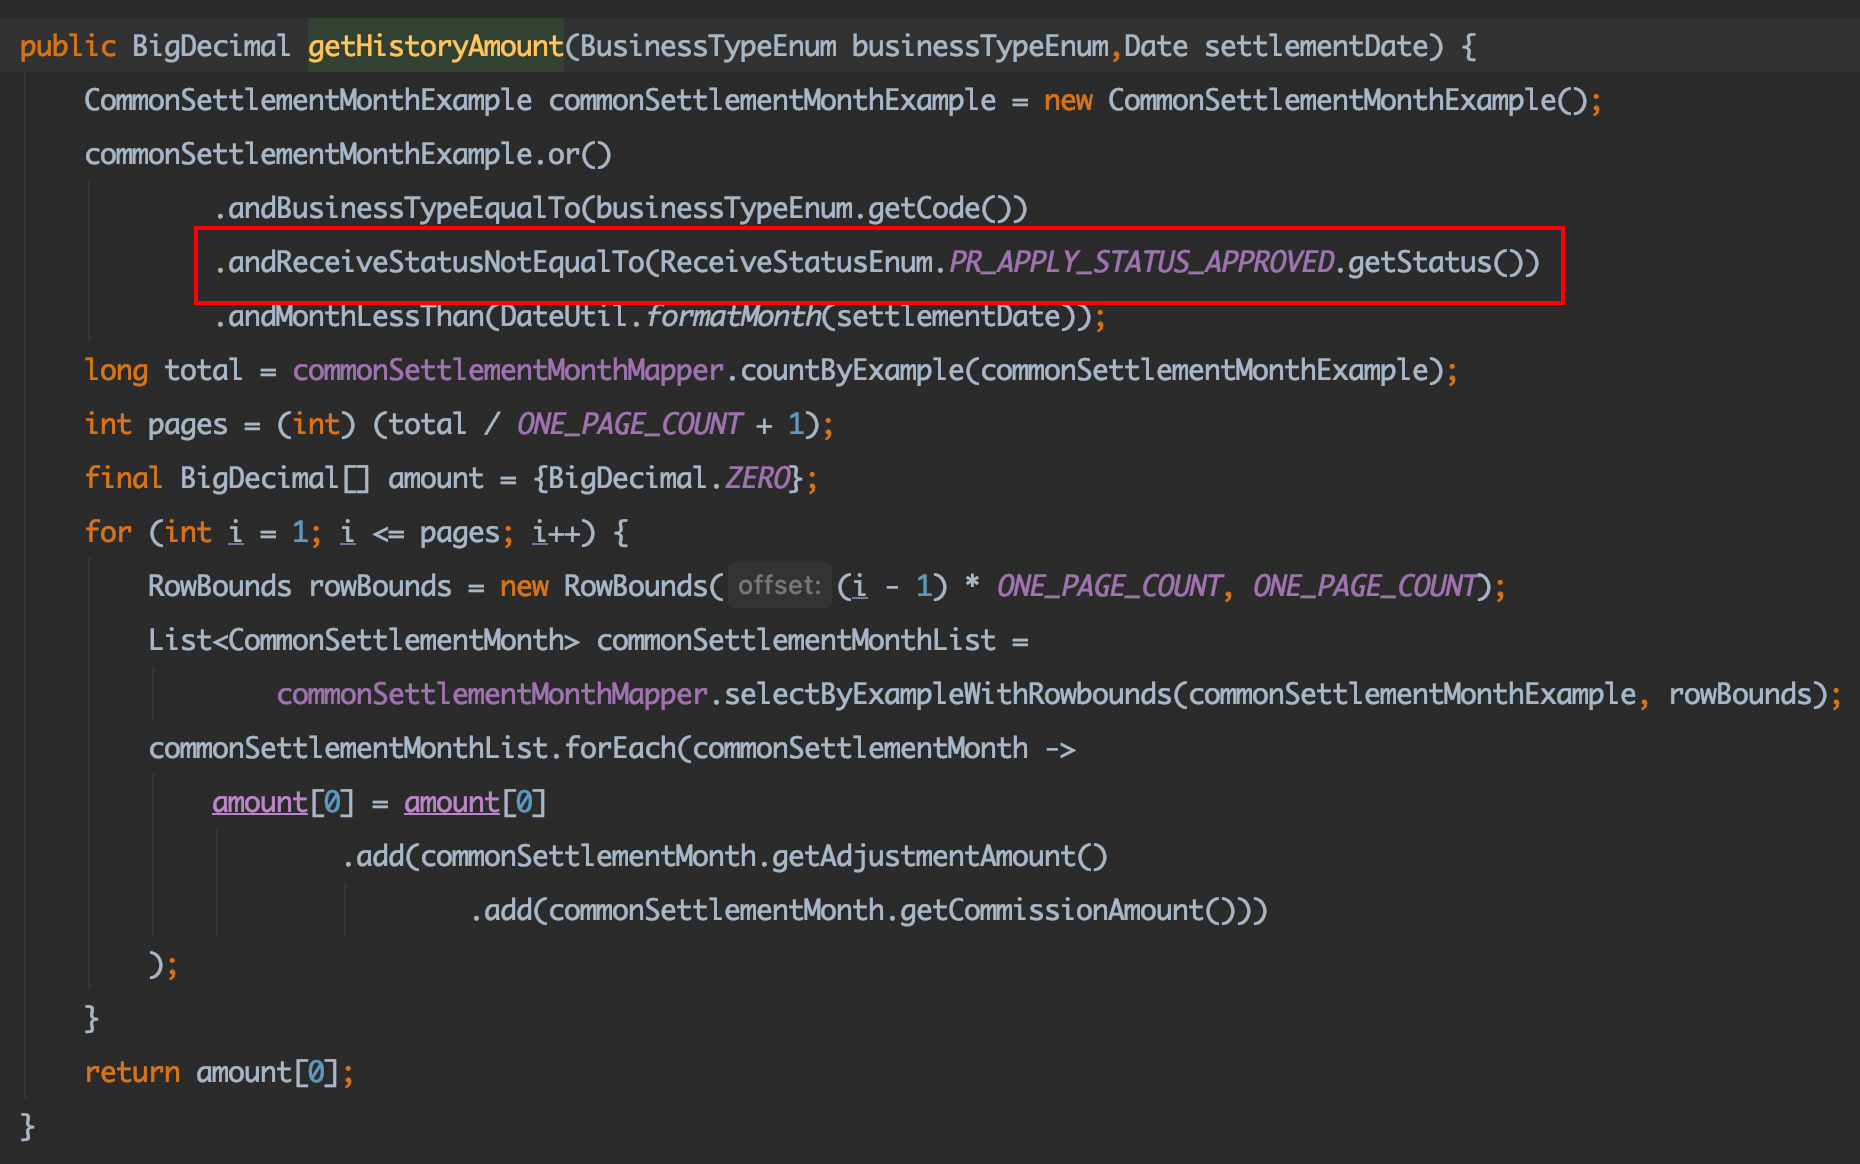 public BigDecimal getHistoryAmount(BusinessTypeEnum businessTypeEnum,Date settlementDate) {
CommonSettlementMonthExample commonSettlementMonthExample = new CommonSettlementMonthExample();
commonSettlementMonthExample.or()
.andBusinessTypeEqualTo(businessTypeEnum.getCode())
.andReceiveStatusNotEqualTo(ReceiveStatusEnum.PR_APPLY_STATUS_APPROVED.getStatus())
.andMonthLessThan(DateUtil.formatMonth(settlementDate));
long total = commonSettlementMonthMapper.countByExample(commonSettlementMonthExample);
int pages = (int) (total / ONE_PAGE_COUNT + 1);
final BigDecimal[] amount = {BigDecimal.ZERO};
for (int i = 1; i <= pages; i++) {
RowBounds rowBounds = new RowBounds( offset: (i - 1) * ONE_PAGE_COUNT, ONE_PAGE_COUNT);
List<CommonSettlementMonth> commonSettlementMonthList =
commonSettlementMonthMapper.selectByExampleWithRowbounds(commonSettlementMonthExample, rowBounds);
commonSettlementMonthList.forEach(commonSettlementMonth ->
amount[0] = amount[0]
.add(commonSettlementMonth.getAdjustmentAmount()
.add(commonSettlementMonth.getCommissionAmount()))
);
}
return amount[0];
}